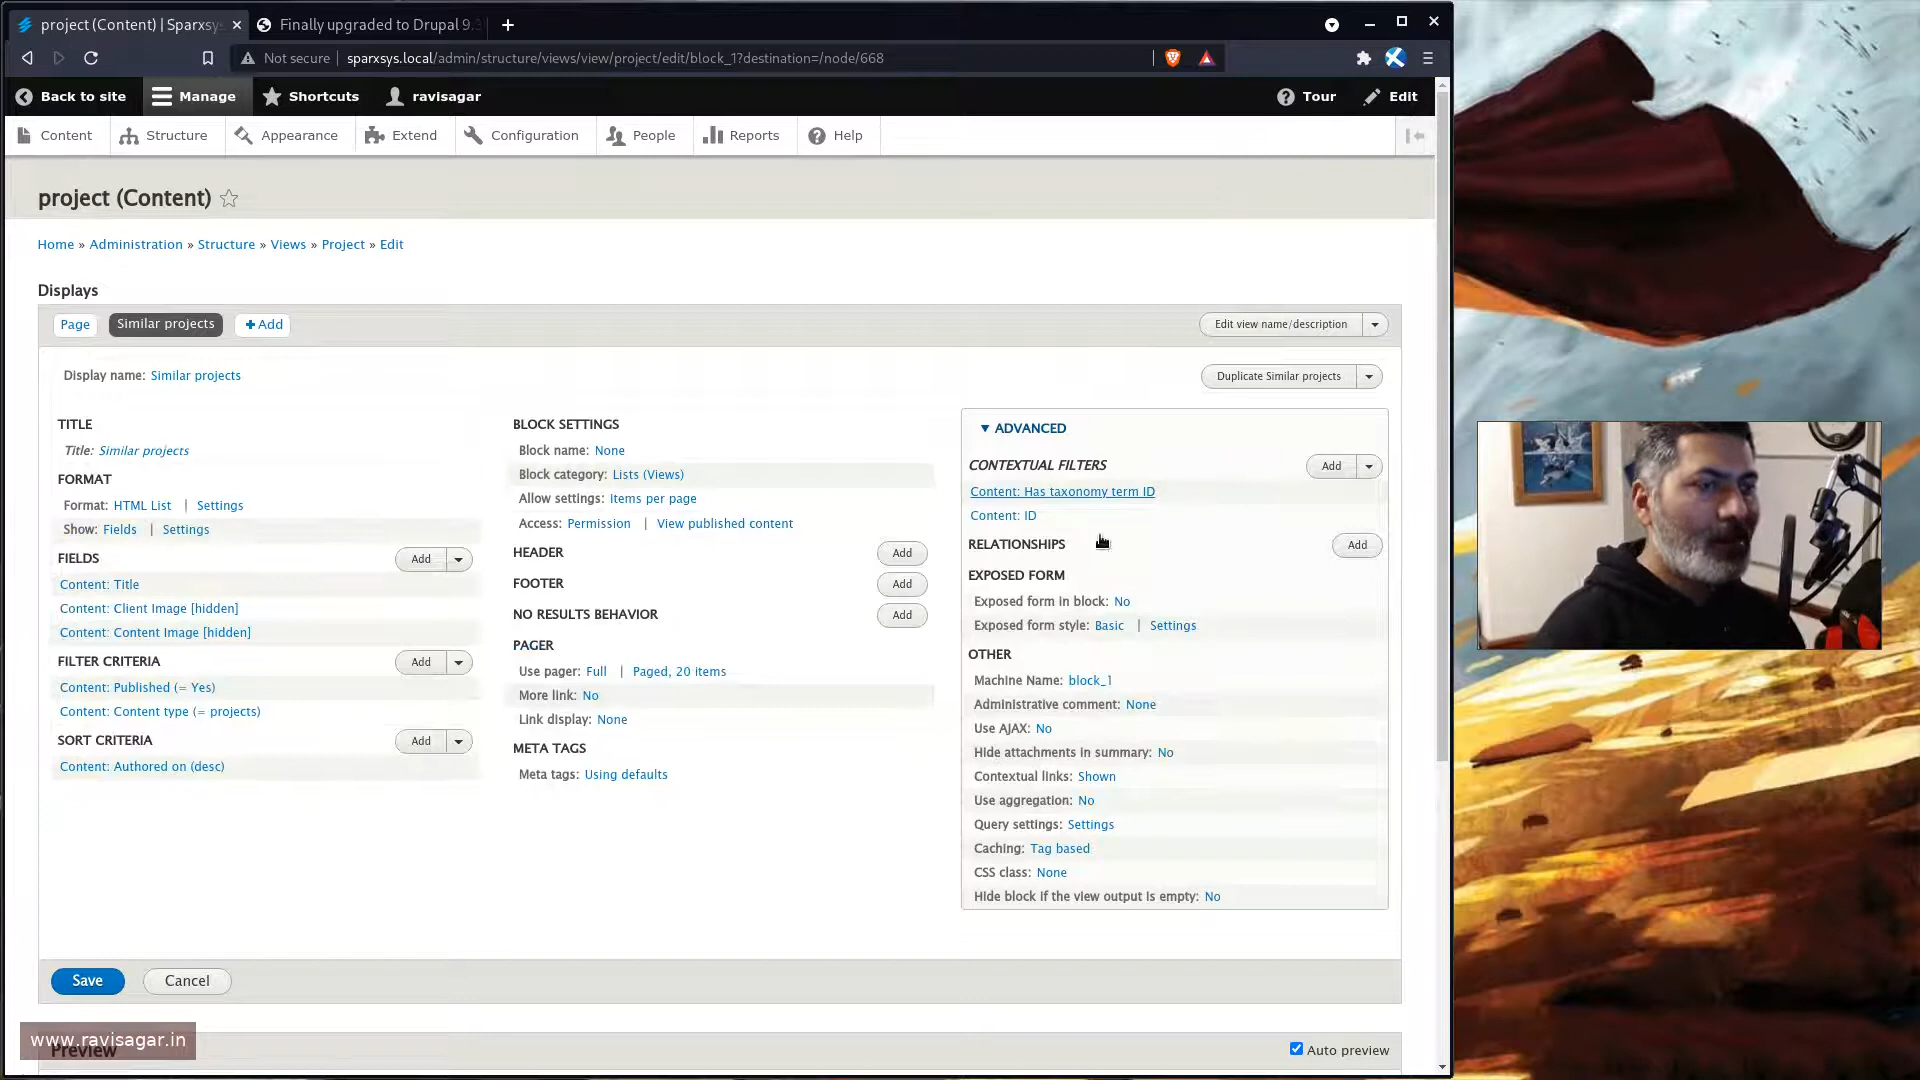 project (Content) | Sparxsy
Finally upgraded to Drupal 9.
Not secure
sparxsys.local/admin/structure/views/view/project/edit/block_1?destination=/node/668
Back to site
Manage
Shortcuts
ravisagar
Tour
Edit
Content
Structure
Appearance
Extend
Configuration
People
Reports
Help
project (Content)
Home » Administration » Structure » Views » Project » Edit
Displays
Page
Similar projects
+ Add
Edit view name/description
Display name: Similar projects
Duplicate Similar projects
TITLE
Title: Similar projects
FORMAT
Format: HTML List | Settings
Show: Fields | Settings
FIELDS
Add
Content: Title
Content: Client Image [hidden]
Content: Content Image [hidden]
FILTER CRITERIA
Add
Content: Published (= Yes)
Content: Content type (= projects)
SORT CRITERIA
Add
Content: Authored on (desc)
BLOCK SETTINGS
Block name: None
Block category: Lists (Views)
Allow settings: Items per page
Access: Permission | View published content
HEADER
Add
FOOTER
Add
NO RESULTS BEHAVIOR
Add
PAGER
Use pager: Full | Paged, 20 items
More link: No
Link display: None
META TAGS
Meta tags: Using defaults
ADVANCED
CONTEXTUAL FILTERS
Add
Content: Has taxonomy term ID
Content: ID
RELATIONSHIPS
Add
EXPOSED FORM
Exposed form in block: No
Exposed form style: Basic | Settings
OTHER
Machine Name: block_1
Administrative comment: None
Use AJAX: No
Hide attachments in summary: No
Contextual links: Shown
Use aggregation: No
Query settings: Settings
Caching: Tag based
CSS class: None
Hide block if the view output is empty: No
Save
Cancel
www.ravisagar.in
Preview
Auto preview